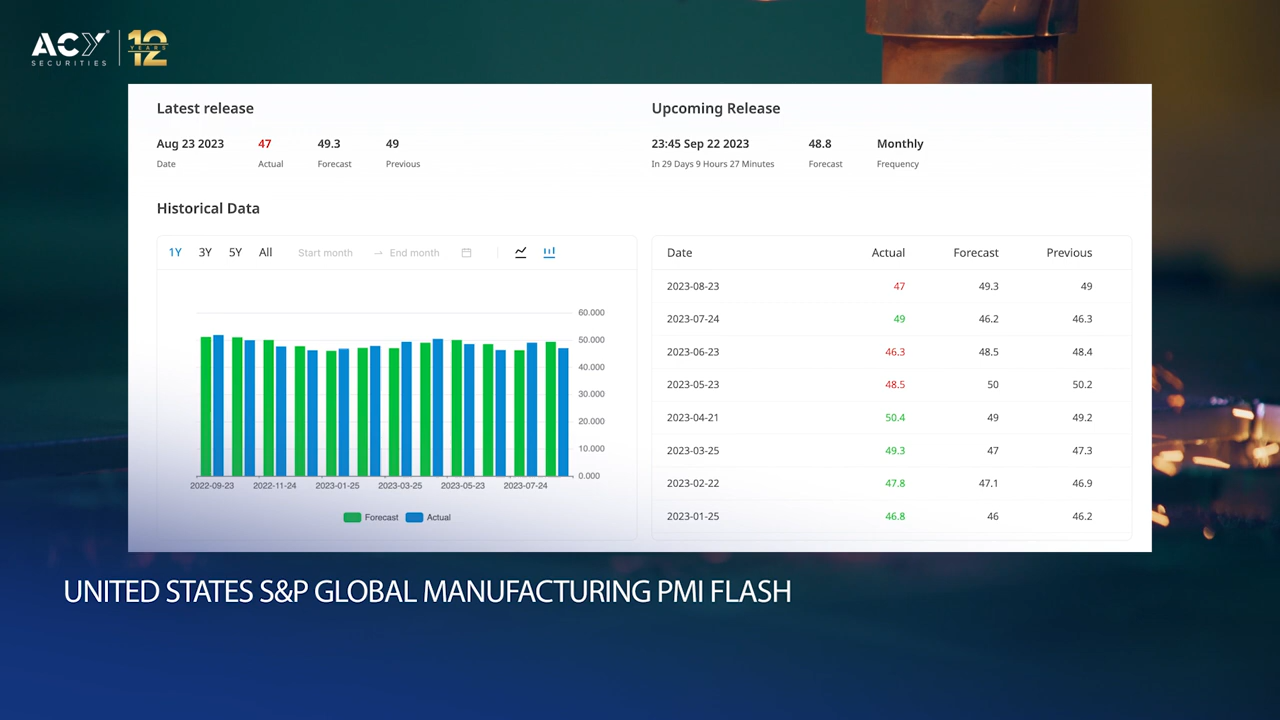 ACY
SECURITIES
12
YEARS
Latest release
Aug 23 2023 47 49.3 49
Date Actual Forecast Previous
Upcoming Release
23:45 Sep 22 2023 48.8 Monthly
In 29 Days 9 Hours 27 Minutes Forecast Frequency
Historical Data
1Y 3Y 5Y All Start month → End month
60.000
50.000
40.000
30.000
20.000
10.000
0.000
2022-09-23 2022-11-24 2023-01-25 2023-03-25 2023-05-23 2023-07-24
Forecast Actual
Date Actual Forecast Previous
2023-08-23 47 49.3 49
2023-07-24 49 46.2 46.3
2023-06-23 46.3 48.5 48.4
2023-05-23 48.5 50 50.2
2023-04-21 50.4 49 49.2
2023-03-25 49.3 47 47.3
2023-02-22 47.8 47.1 46.9
2023-01-25 46.8 46 46.2
UNITED STATES S&P GLOBAL MANUFACTURING PMI FLASH